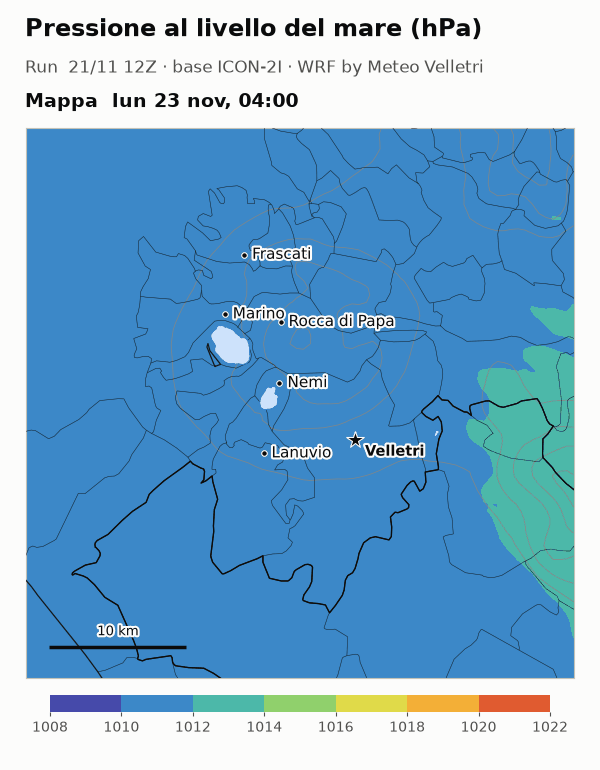 Pressione al livello del mare (hPa)
Run  21/11 12Z · base ICON-2I · WRF by Meteo Velletri
Mappa  lun 23 nov, 04:00
Frascati
Marino
Rocca di Papa
Nemi
Velletri
Lanuvio
10 km
1008 1010 1012 1014 1016 1018 1020 1022